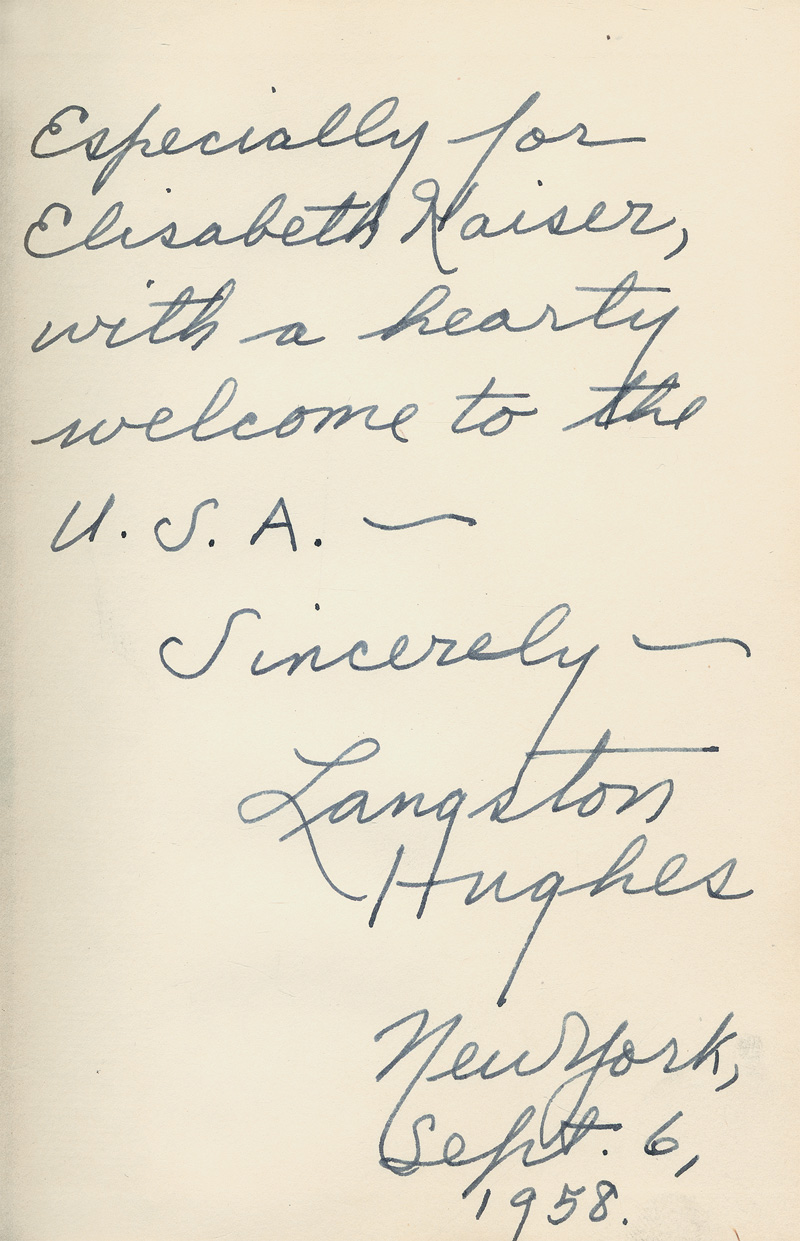 Especially for
Elisabeth Kaiser,
with a hearty
welcome to the
U.S.A. —
Sincerely —
Langston
Hughes
New York,
Sept. 6,
1958.